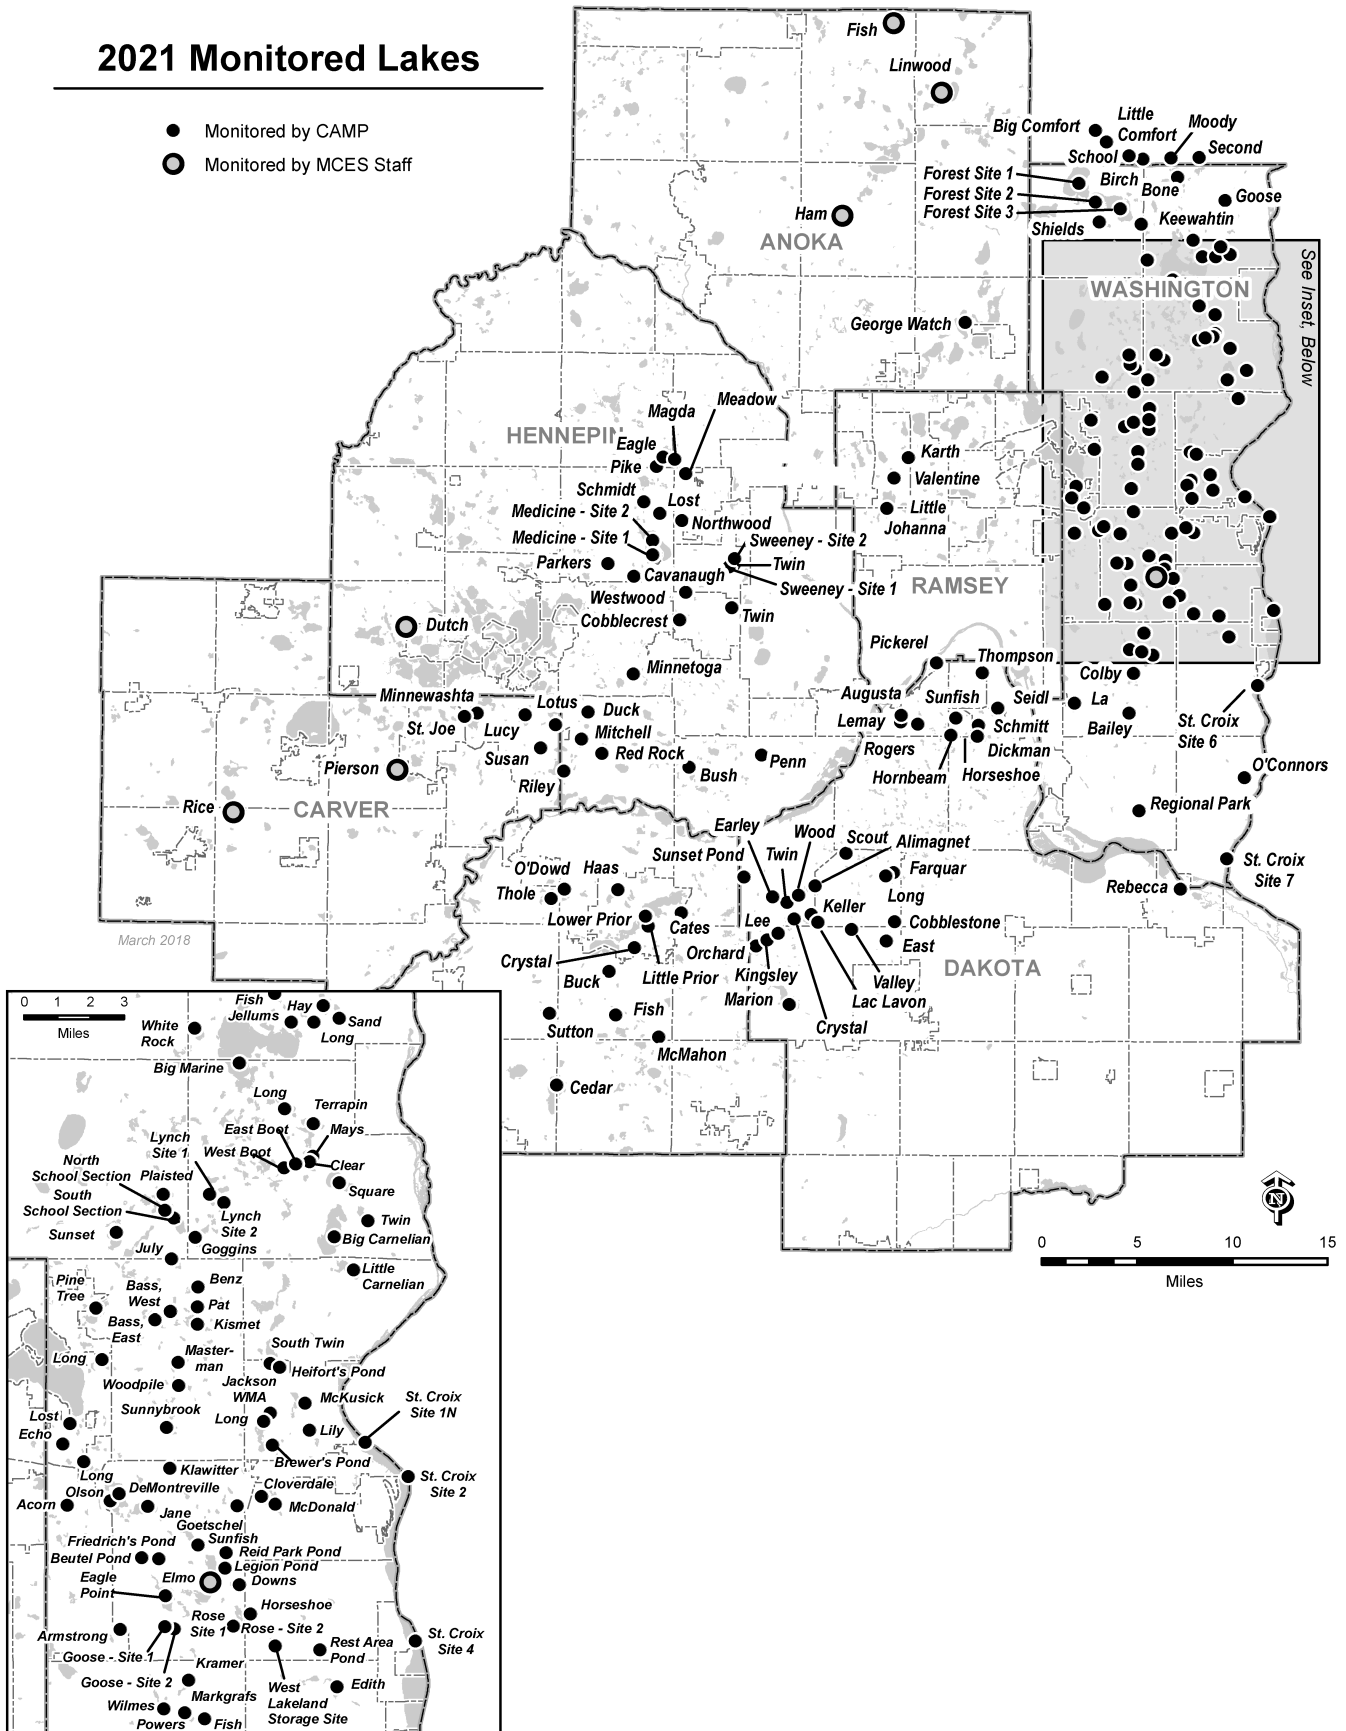 2021 Monitored Lakes
Monitored by CAMP
Monitored by MCES Staff
Fish
Linwood
Big Comfort
Little
Comfort
Moody
School
Second
Forest Site 1
Birch
Bone
Forest Site 2
Goose
Forest Site 3
Keewahtin
Shields
Ham
ANOKA
See Inset, Below
WASHINGTON
George Watch
Meadow
Magda
HENNEPIN
Eagle
Pike
Karth
Valentine
Schmidt
Lost
Little
Johanna
Medicine - Site 2
Northwood
Medicine - Site 1
Sweeney - Site 2
Parkers
Twin
Cavanaugh
Sweeney - Site 1
RAMSEY
Westwood
Cobblecrest
Twin
Dutch
Minnetoga
Pickerel
Thompson
Colby
Minnewashta
Lotus
Duck
Augusta
Sunfish
Seidl
La
St. Joe
Lucy
Mitchell
Lemay
Schmitt
Bailey
St. Croix
Site 6
Susan
Red Rock
Rogers
Dickman
Pierson
Riley
Bush
Penn
Hornbeam
Horseshoe
O'Connors
Rice
CARVER
Regional Park
Earley
Wood
Scout
Alimagnet
Sunset Pond
Twin
O'Dowd
Haas
Farquar
St. Croix
Site 7
Thole
Long
Rebecca
Lower Prior
Cates
Lee
Keller
Cobblestone
March 2018
East
Crystal
Orchard
Little Prior
Kingsley
DAKOTA
Buck
Valley
Marion
Lac Lavon
Fish
Crystal
Sutton
McMahon
Cedar
N
0 5 10 15
Miles
0 1 2 3
Miles
Fish
Hay
Jellums
Sand
White
Rock
Long
Big Marine
Long
Terrapin
East Boot
Mays
Lynch
Site 1
West Boot
Clear
North
School Section
Plaisted
Square
South
School Section
Lynch
Site 2
Twin
Sunset
Goggins
Big Carnelian
July
Little
Carnelian
Pine
Tree
Bass,
West
Benz
Pat
Bass,
East
Kismet
South Twin
Long
Master-
man
Heifort's Pond
Woodpile
Jackson
WMA
McKusick
St. Croix
Site 1N
Sunnybrook
Long
Lily
Lost
Echo
Brewer's Pond
Klawitter
Long
St. Croix
Site 2
Olson
DeMontreville
Cloverdale
Acorn
Jane
McDonald
Goetschel
Friedrich's Pond
Sunfish
Beutel Pond
Reid Park Pond
Legion Pond
Eagle
Point
Elmo
Downs
Horseshoe
Rose
Site 1
Rose - Site 2
Armstrong
Goose - Site 1
Rest Area
Pond
St. Croix
Site 4
Kramer
Goose - Site 2
West
Lakeland
Storage Site
Edith
Markgrafs
Wilmes
Powers
Fish